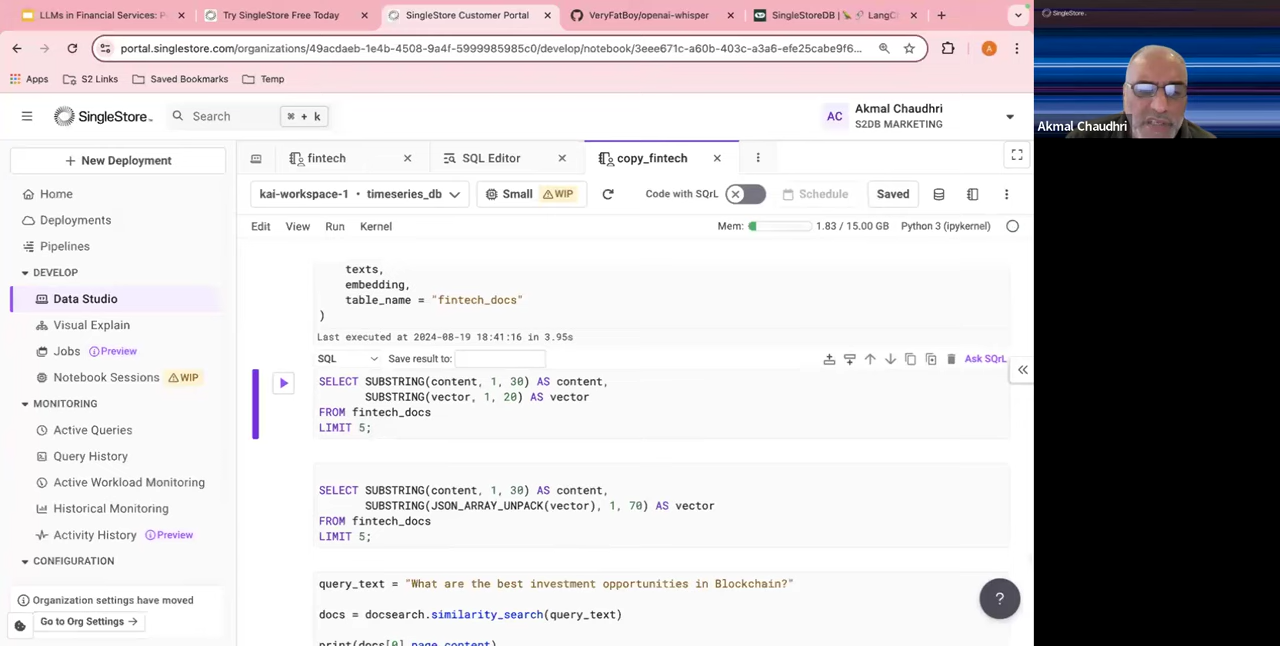 LLMs in Financial Services: P
Try SingleStore Free Today
SingleStore Customer Portal
VeryFatBoy/openai-whisper
SingleStoreDB | 🦜🔗 LangC
portal.singlestore.com/organizations/49acdaeb-1e4b-4508-9a4f-5999985985c0/develop/notebook/3eee671c-a60b-403c-a3a6-efe25cabe9f6...
A
Apps
S2 Links
Saved Bookmarks
Temp
SingleStore
Search
⌘ + k
AC
Akmal Chaudhri
S2DB MARKETING
+ New Deployment
fintech
SQL Editor
copy_fintech
Home
Deployments
Pipelines
DEVELOP
Data Studio
Visual Explain
Jobs
Preview
Notebook Sessions
WIP
MONITORING
Active Queries
Query History
Active Workload Monitoring
Historical Monitoring
Activity History
Preview
CONFIGURATION
Organization settings have moved
Go to Org Settings →
kai-workspace-1 • timeseries_db
Small
WIP
Code with SQrL
Schedule
Saved
Edit
View
Run
Kernel
Mem:
1.83 / 15.00 GB
Python 3 (ipykernel)
texts,
embedding,
table_name = "fintech_docs"
)
Last executed at 2024-08-19 18:41:16 in 3.95s
SQL
Save result to:
Ask SQrL
SELECT SUBSTRING(content, 1, 30) AS content,
SUBSTRING(vector, 1, 20) AS vector
FROM fintech_docs
LIMIT 5;
SELECT SUBSTRING(content, 1, 30) AS content,
SUBSTRING(JSON_ARRAY_UNPACK(vector), 1, 70) AS vector
FROM fintech_docs
LIMIT 5;
query_text = "What are the best investment opportunities in Blockchain?"
docs = docsearch.similarity_search(query_text)
print(docs[0].page_content)
?
SingleStore
Akmal Chaudhri